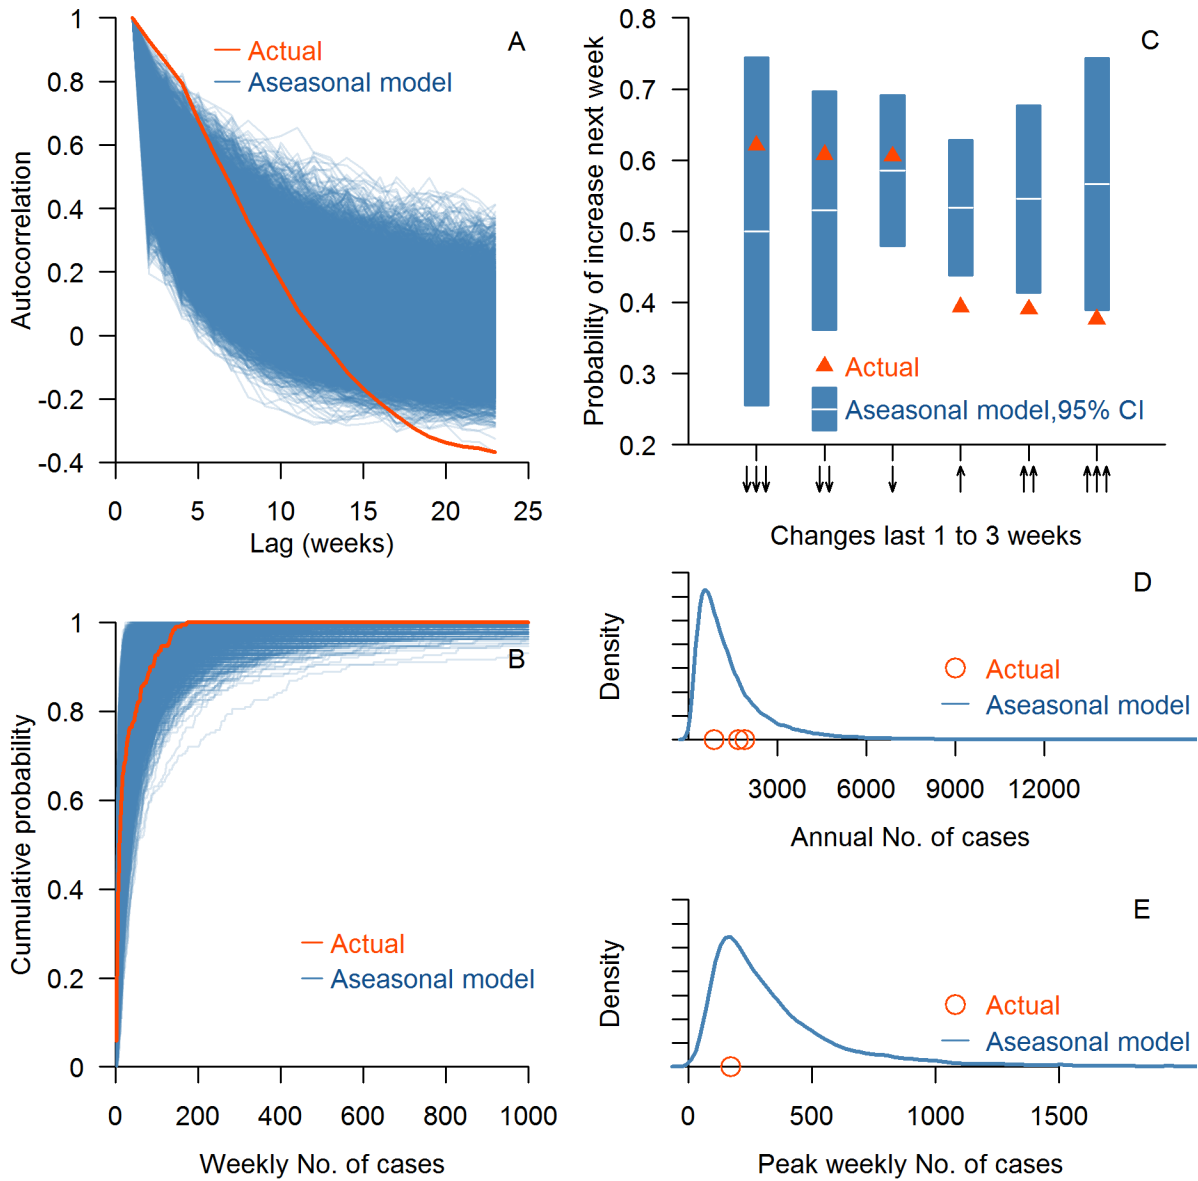 A
Actual
Aseasonal model
Autocorrelation
1
0.8
0.6
0.4
0.2
0
-0.2
-0.4
0 5 10 15 20 25
Lag (weeks)
C
Probability of increase next week
0.8
0.7
0.6
0.5
0.4
0.3
0.2
Actual
Aseasonal model,95% CI
↓↓↓ ↓↓ ↓ ↑ ↑↑ ↑↑↑
Changes last 1 to 3 weeks
B
Cumulative probability
1
0.8
0.6
0.4
0.2
0
Actual
Aseasonal model
0 200 400 600 800 1000
Weekly No. of cases
D
Density
Actual
Aseasonal model
3000 6000 9000 12000
Annual No. of cases
E
Density
Actual
Aseasonal model
0 500 1000 1500
Peak weekly No. of cases